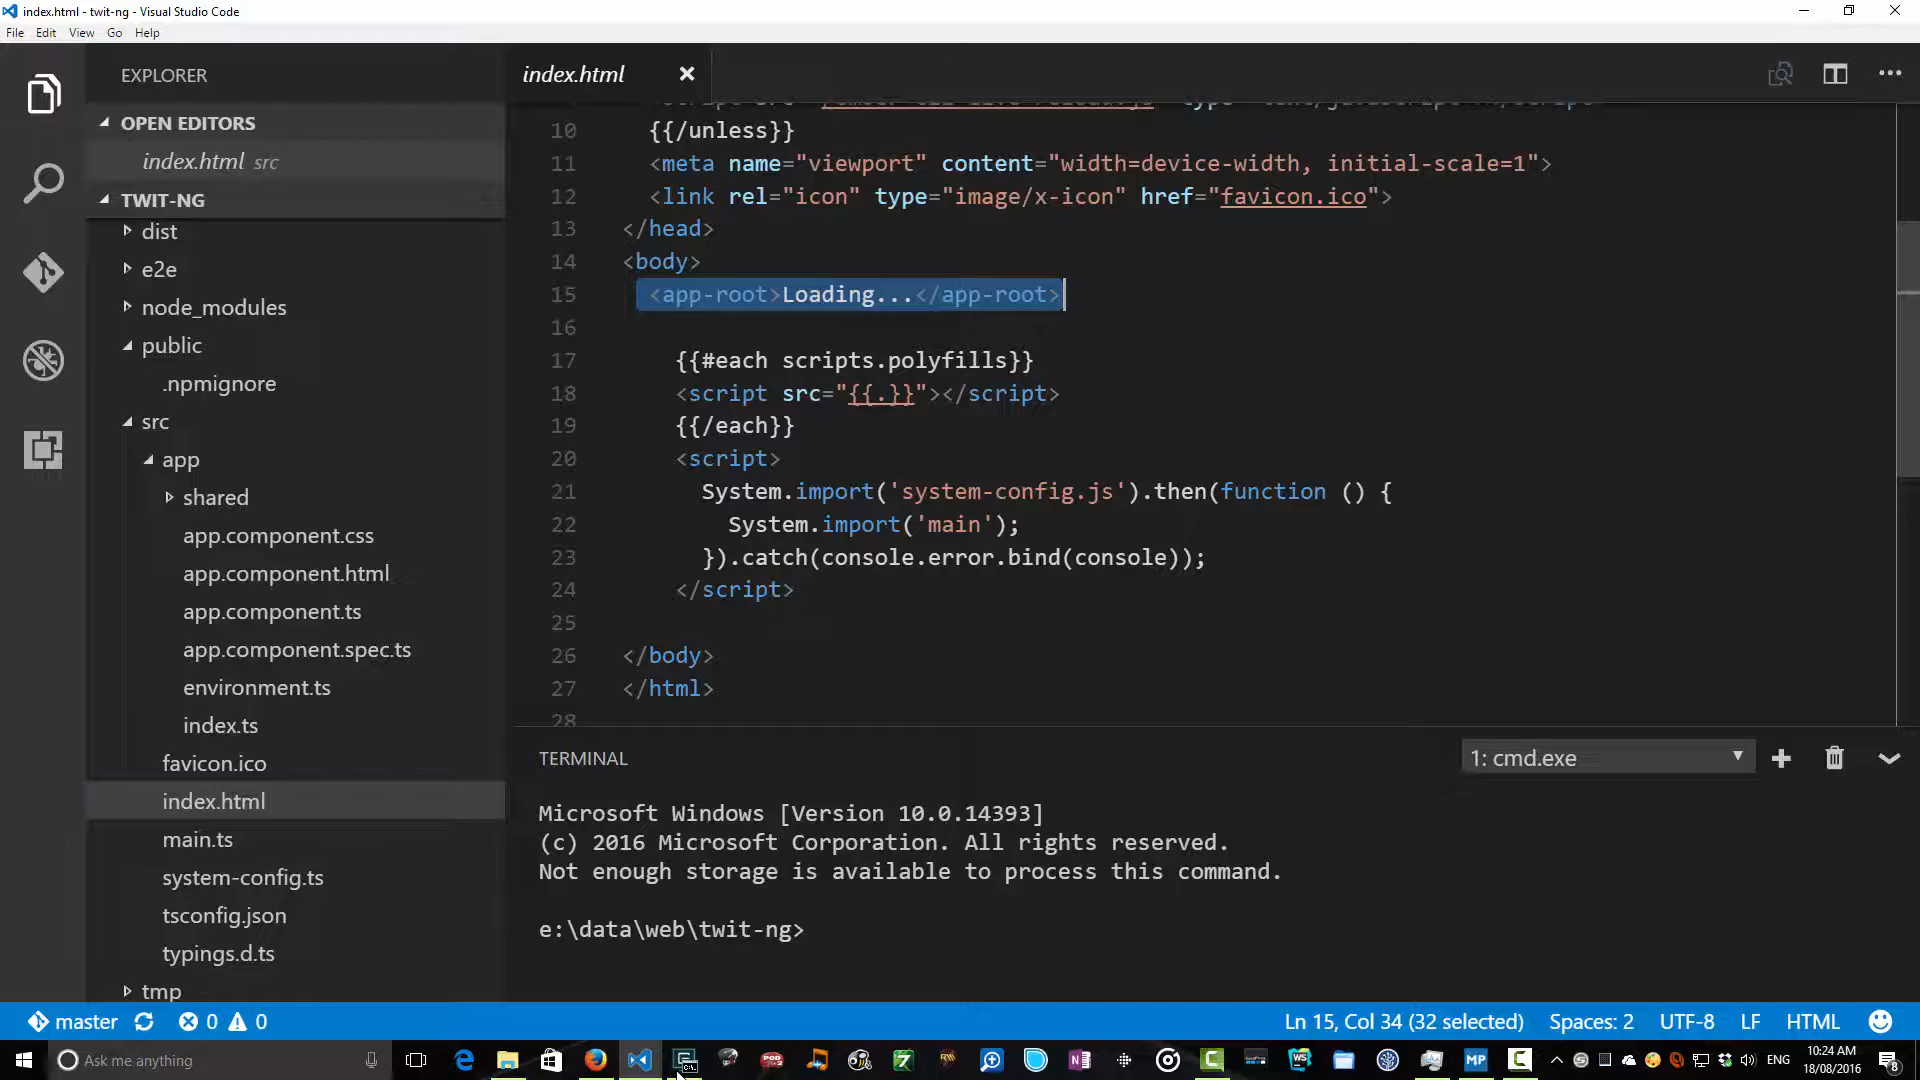 index.html - twit-ng - Visual Studio Code
File Edit View Go Help
EXPLORER
OPEN EDITORS
index.html src
TWIT-NG
dist
e2e
node_modules
public
.npmignore
src
app
shared
app.component.css
app.component.html
app.component.ts
app.component.spec.ts
environment.ts
index.ts
favicon.ico
index.html
main.ts
system-config.ts
tsconfig.json
typings.d.ts
tmp
index.html
10 {{/unless}}
11 <meta name="viewport" content="width=device-width, initial-scale=1">
12 <link rel="icon" type="image/x-icon" href="favicon.ico">
13 </head>
14 <body>
15 <app-root>Loading...</app-root>
16
17 {{#each scripts.polyfills}}
18 <script src="{{.}}"></script>
19 {{/each}}
20 <script>
21 System.import('system-config.js').then(function () {
22 System.import('main');
23 }).catch(console.error.bind(console));
24 </script>
25
26 </body>
27 </html>
28
TERMINAL
1: cmd.exe
Microsoft Windows [Version 10.0.14393]
(c) 2016 Microsoft Corporation. All rights reserved.
Not enough storage is available to process this command.
e:\data\web\twit-ng>
master 0 0
Ln 15, Col 34 (32 selected) Spaces: 2 UTF-8 LF HTML
Ask me anything
ENG
10:24 AM
18/08/2016
8